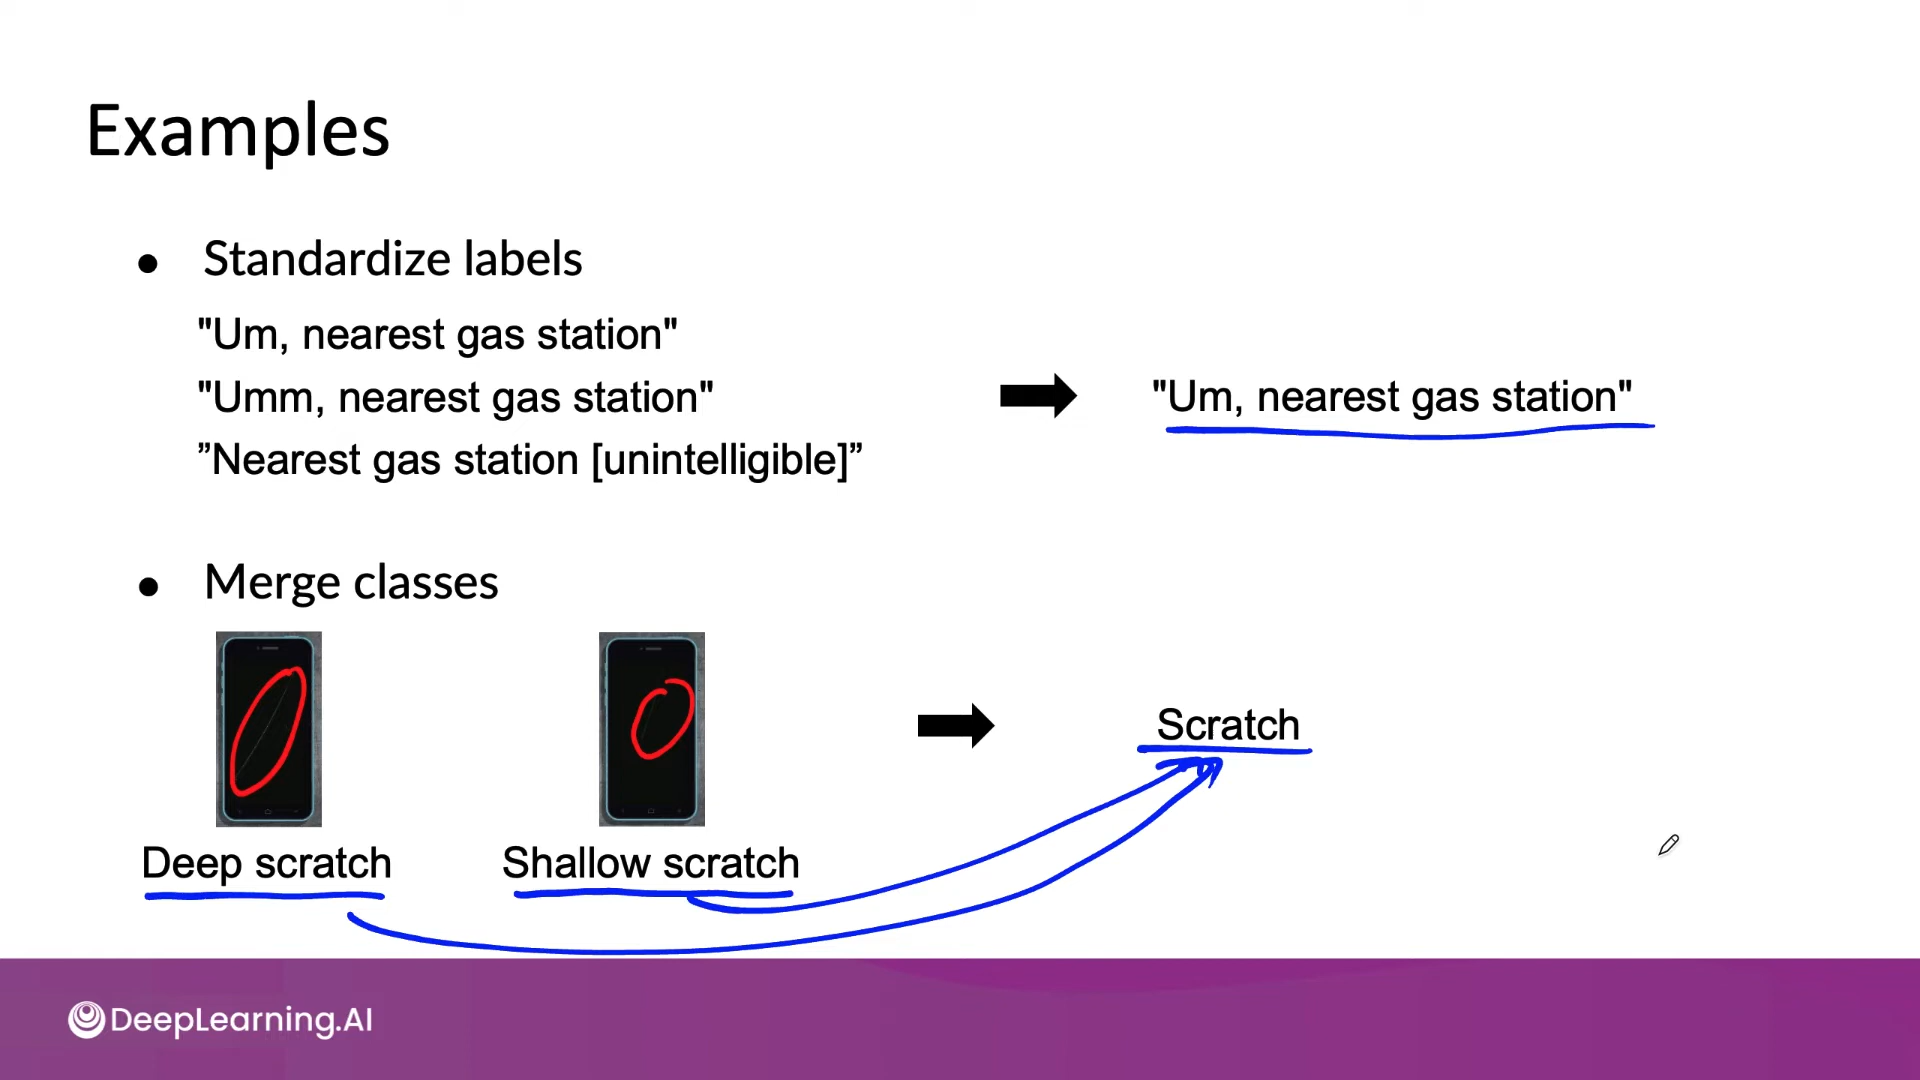 Examples
● Standardize labels
"Um, nearest gas station"
"Umm, nearest gas station"
"Um, nearest gas station"
”Nearest gas station [unintelligible]”
● Merge classes
Scratch
Deep scratch
Shallow scratch
DeepLearning.AI